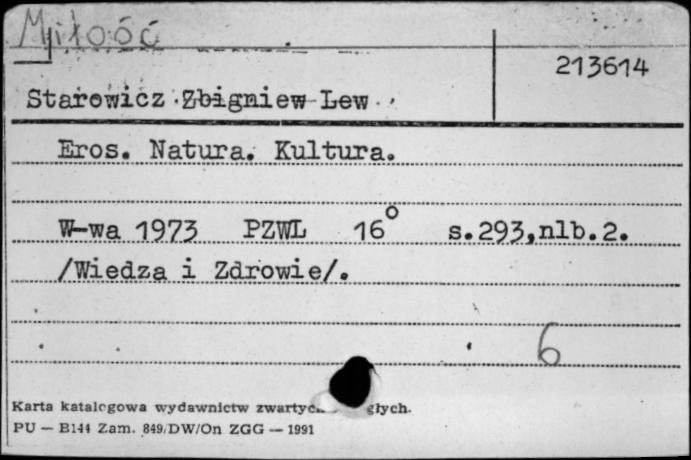 Miłość
213614
Starowicz Zbigniew Lew
Eros. Natura. Kultura.
W-wa 1973 PZWL 16° s.293,nlb.2.
/Wiedza i Zdrowie/.
6
Karta katalogowa wydawnictw
PU — B144 Zam. 849/DW/On ZGG — 1991